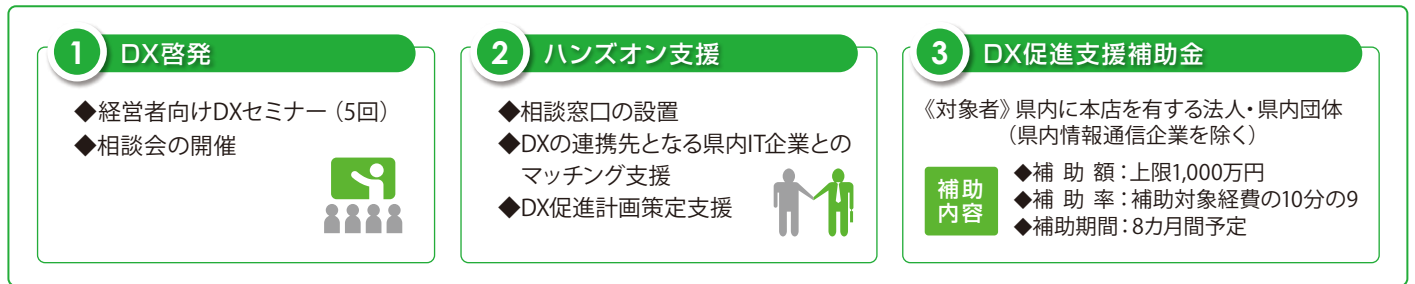 1 DX啓発
◆経営者向けDXセミナー（5回）
◆相談会の開催
2 ハンズオン支援
◆相談窓口の設置
◆DXの連携先となる県内IT企業との
マッチング支援
◆DX促進計画策定支援
3 DX促進支援補助金
《対象者》県内に本店を有する法人・県内団体
（県内情報通信企業を除く）
補助
内容
◆補 助 額：上限1,000万円
◆補 助 率：補助対象経費の10分の9
◆補助期間：8カ月間予定